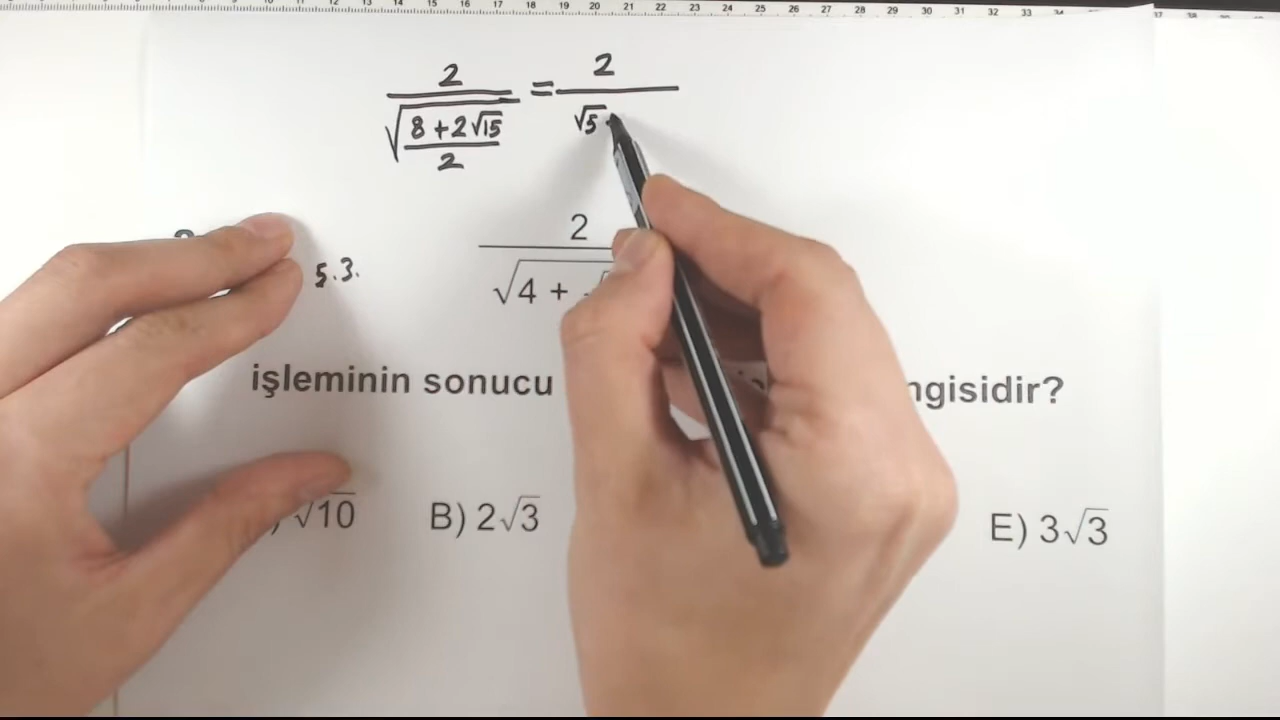 2 / √((8+2√15)/2) = 2 / √5
2
5.3.
√4 +
işleminin sonucu ngisidir?
√10 B) 2√3 E) 3√3